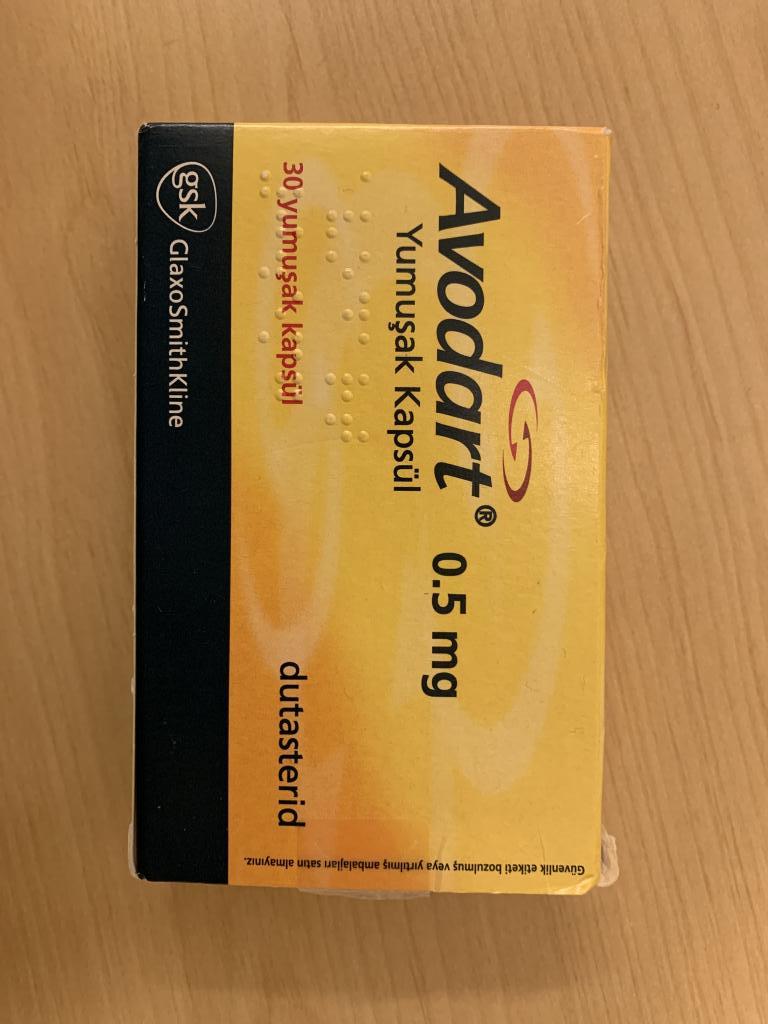 Avodart® 0.5 mg
Yumuşak Kapsül
30 yumuşak kapsül
dutasterid
gsk GlaxoSmithKline
Güvenlik etiketi bozulmuş veya yırtılmış ambalajları satın almayınız.